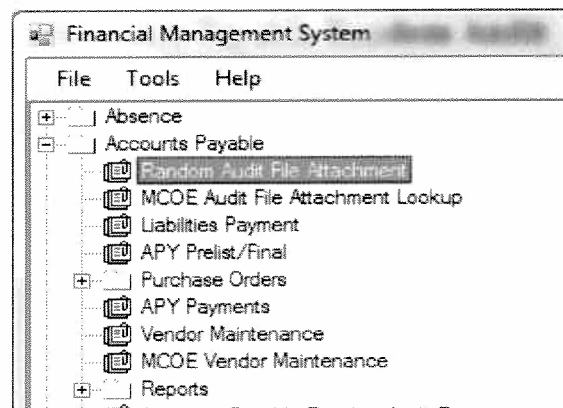 Financial Management System
File Tools Help
Absence
Accounts Payable
Random Audit File Attachment
MCOE Audit File Attachment Lookup
Liabilities Payment
APY Prelist/Final
Purchase Orders
APY Payments
Vendor Maintenance
MCOE Vendor Maintenance
Reports